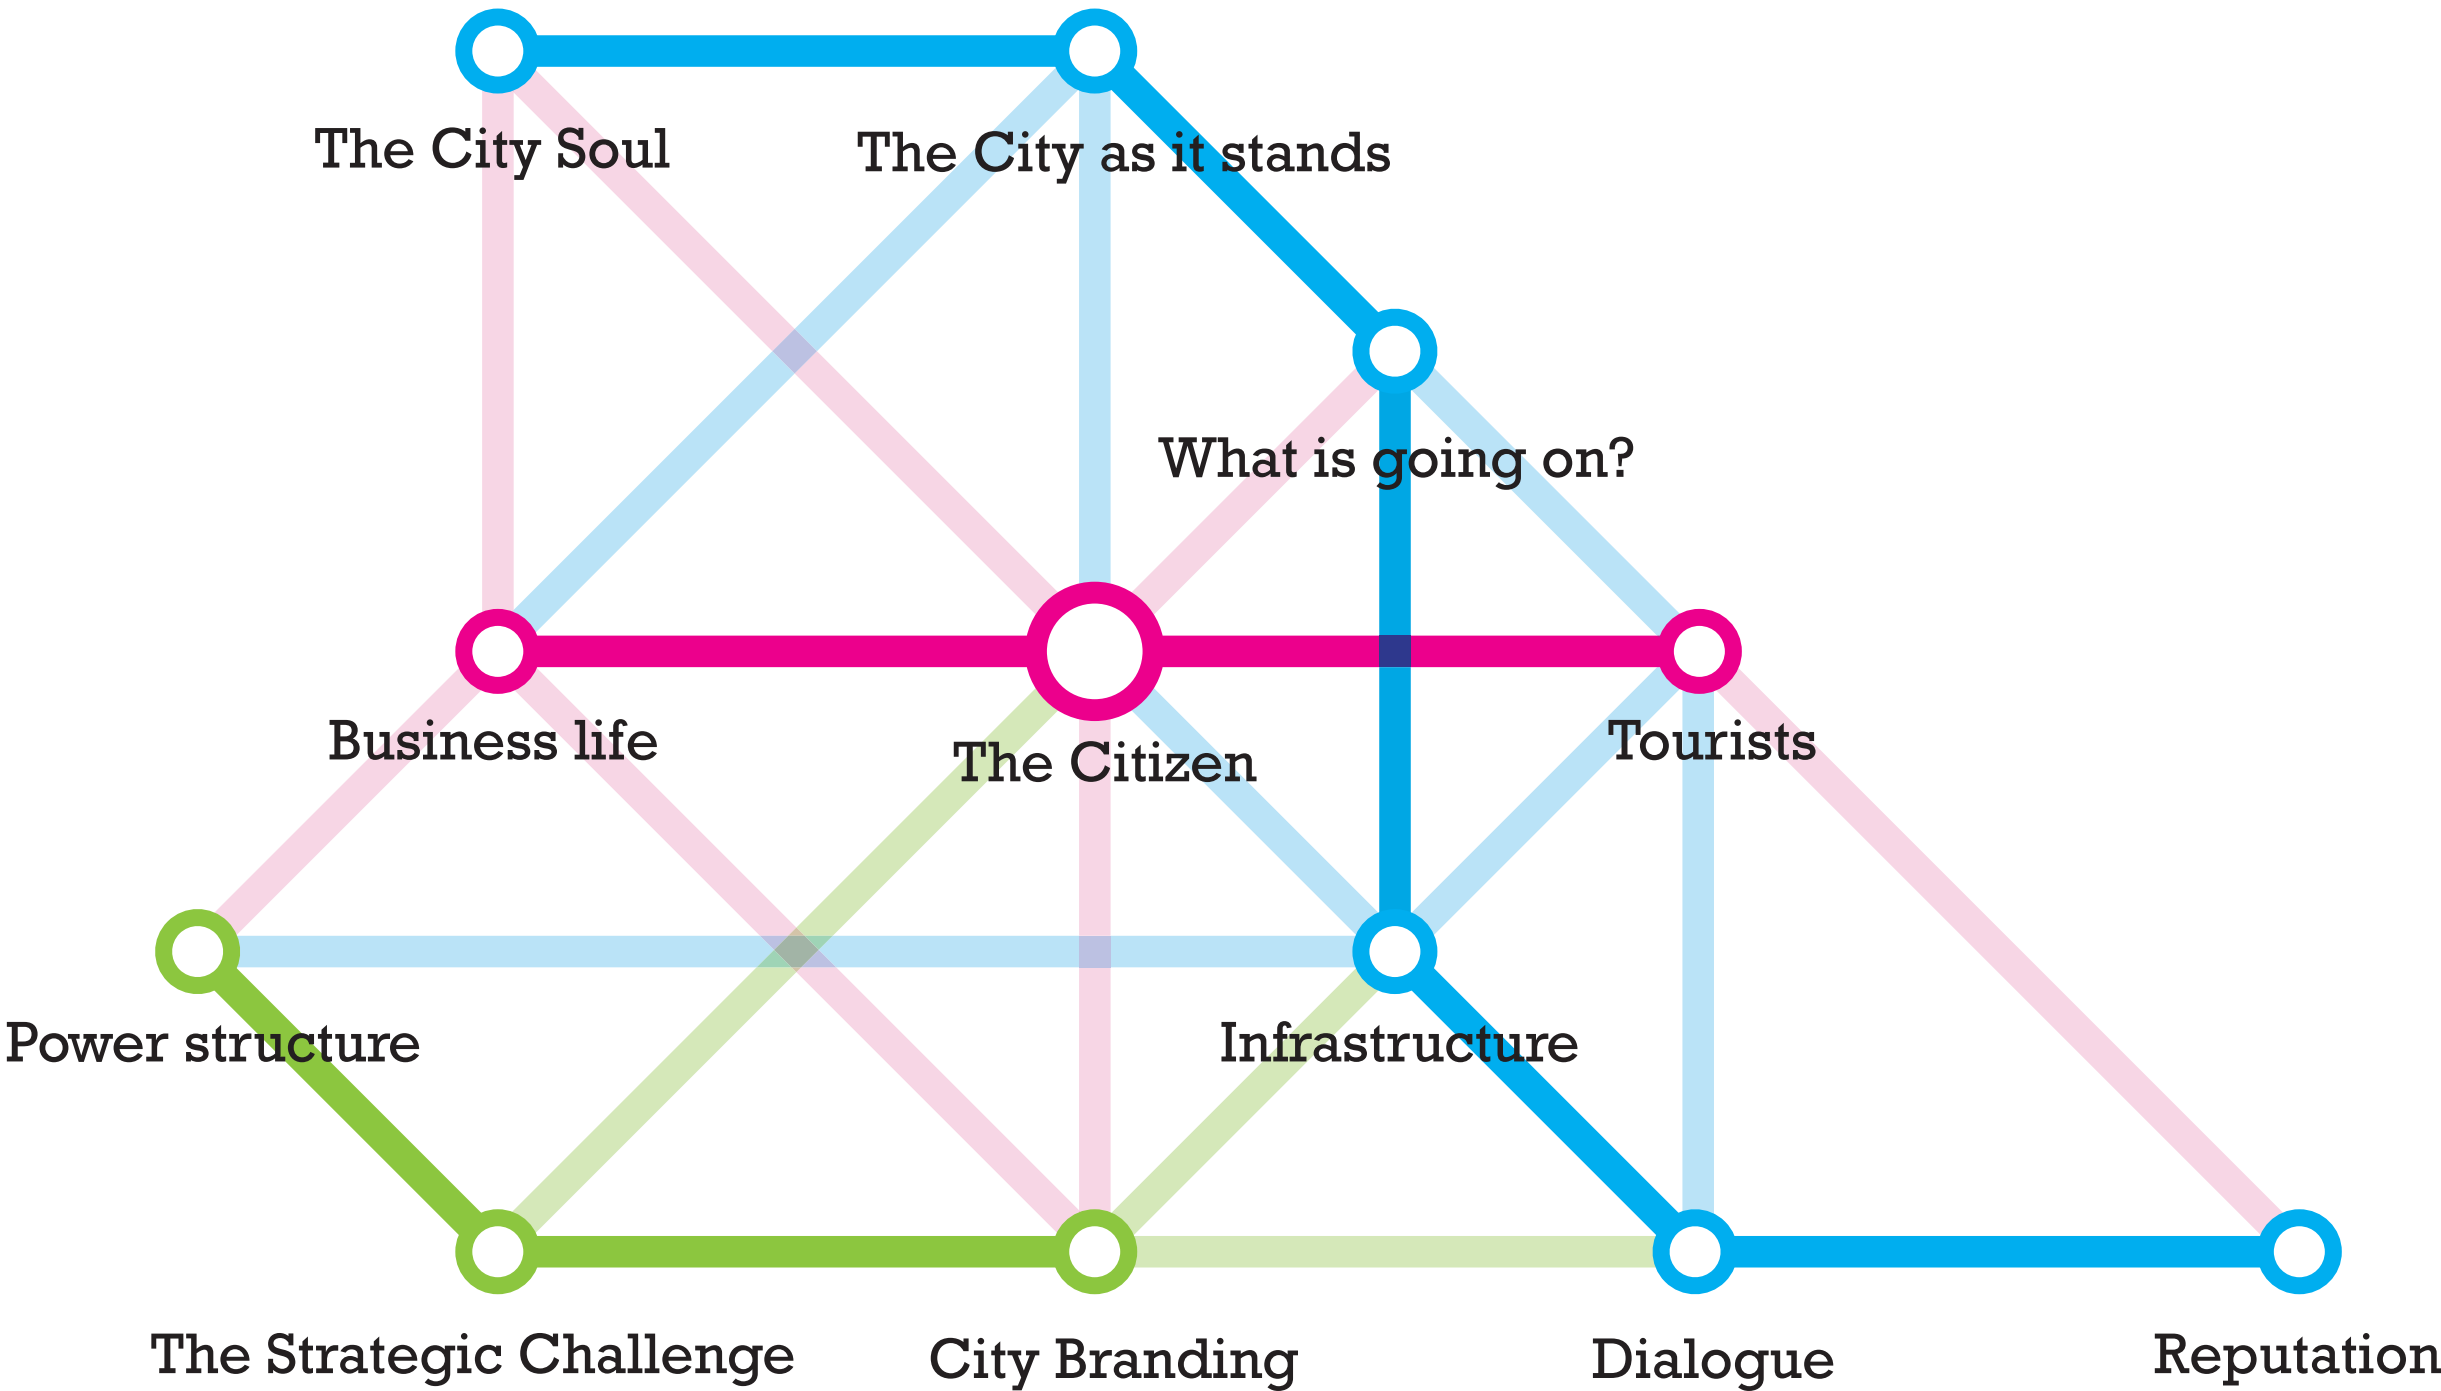 The City Soul
The City as it stands
What is going on?
Business life
The Citizen
Tourists
Power structure
Infrastructure
The Strategic Challenge
City Branding
Dialogue
Reputation